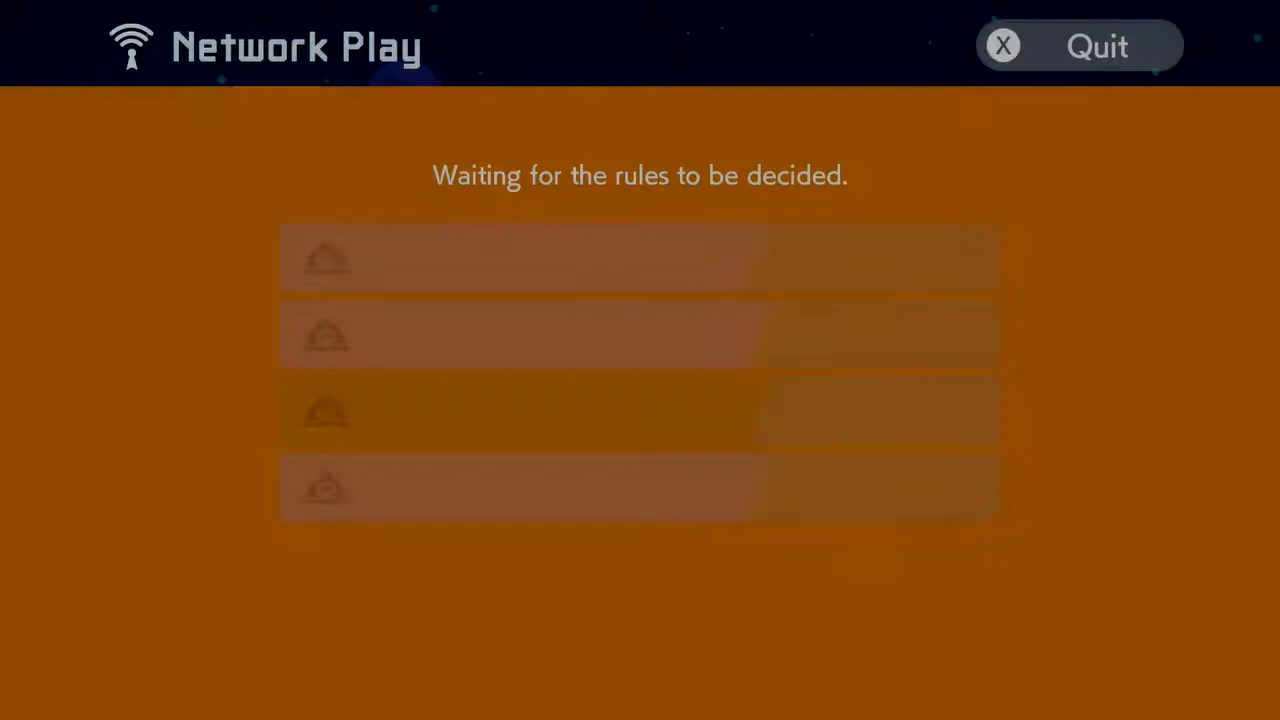 Network Play
X Quit
Waiting for the rules to be decided.